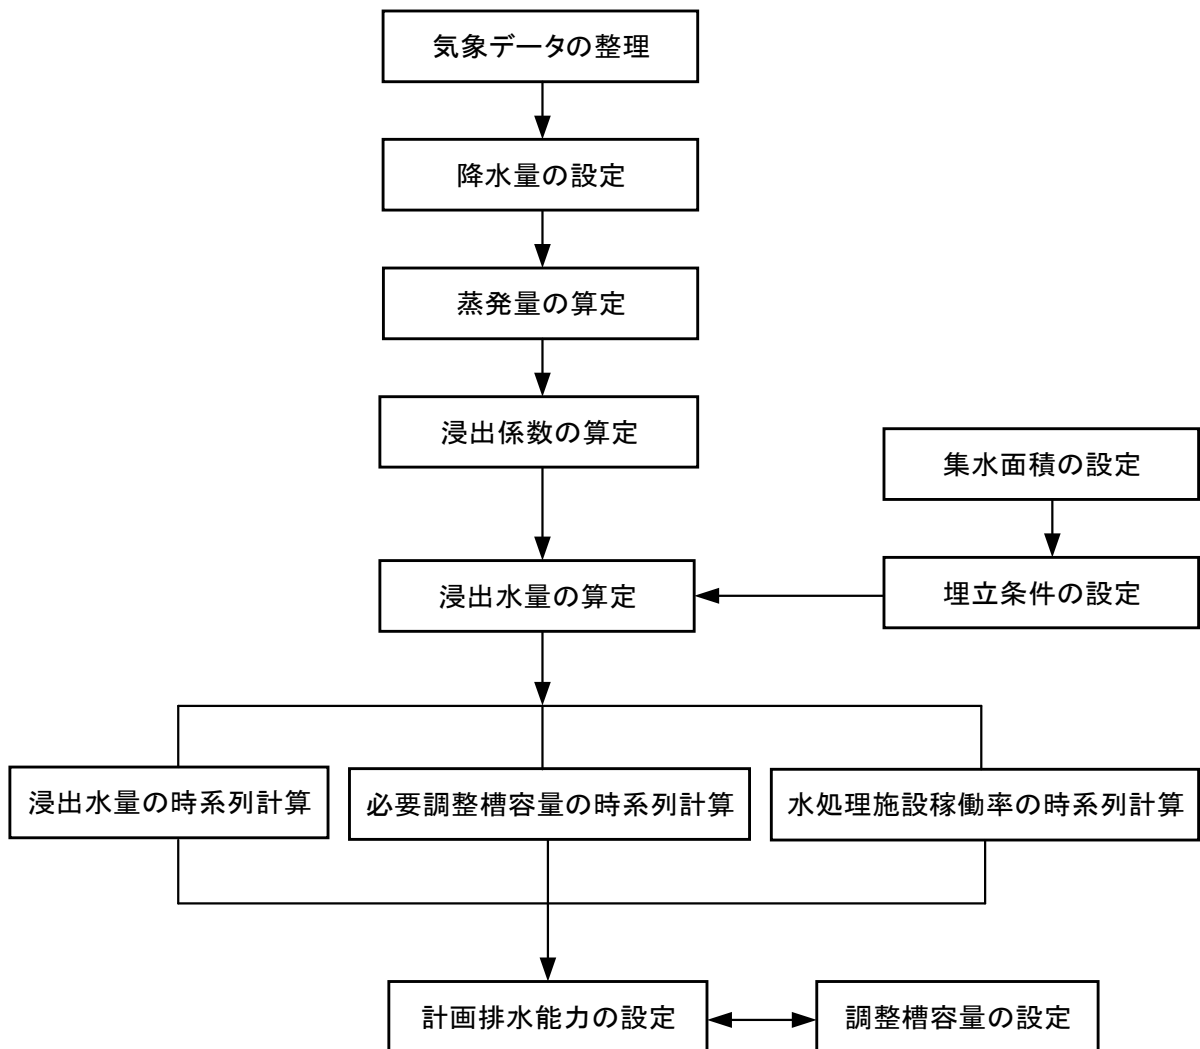 気象データの整理
降水量の設定
蒸発量の算定
浸出係数の算定
集水面積の設定
浸出水量の算定
埋立条件の設定
浸出水量の時系列計算
必要調整槽容量の時系列計算
水処理施設稼働率の時系列計算
計画排水能力の設定
調整槽容量の設定